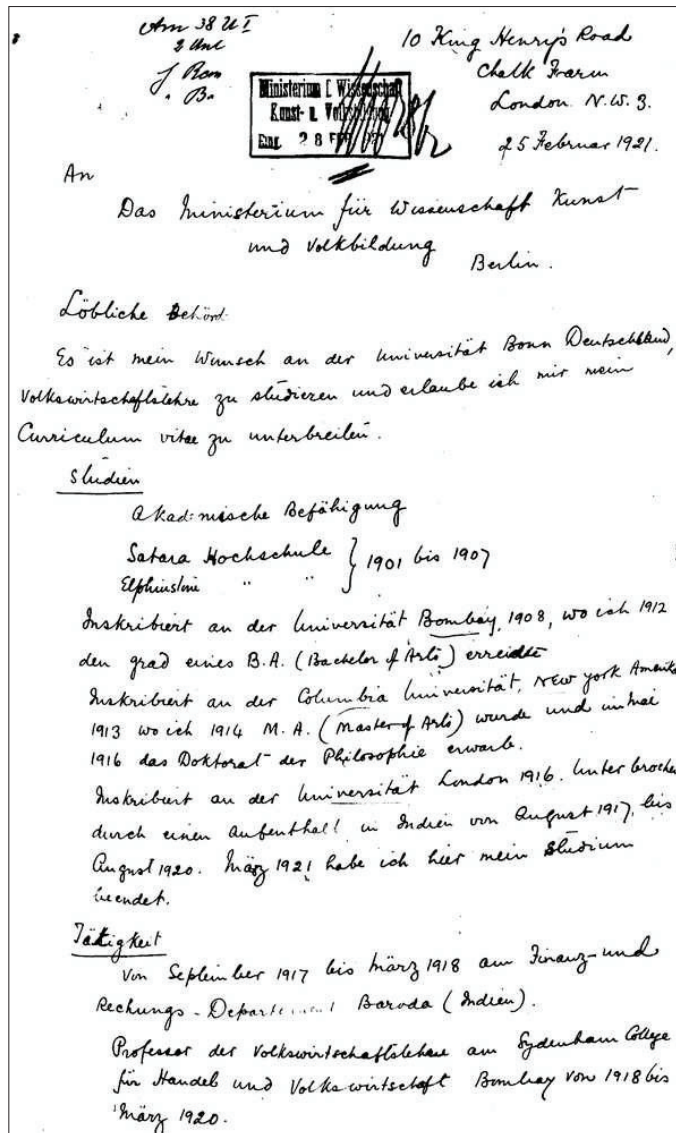 Am 38 U I
10 King Henry's Road
Chalk Farm
London. N.W. 3.
25 Februar 1921.
Ministerium f. Wissenschaft
Kunst- u. Volksbildung
Eing. 28 FEB 1921
An
Das Ministerium für Wissenschaft Kunst
und Volkbildung
Berlin.
Löbliche Behörd
Es ist mein Wunsch an der Universität Bonn Deutschland,
Volkswirtschaftslehre zu studieren und erlaube ich mir mein
Curriculum vitae zu unterbreiten.
Studien
Akademische Befähigung
Satara Hochschule } 1901 bis 1907
Elphinstone " "
Inskribiert an der Universität Bombay, 1908, wo ich 1912
den grad eines B.A. (Bachelor of Arts) erreichte
Inskribiert an der Columbia Universität, New York Amerika
1913 wo ich 1914 M.A. (Master of Arts) wurde und im Mai
1916 das Doktorat der Philosophie erwarb.
Inskribiert an der Universität London 1916. Unterbrochen
durch einen Aufenthalt in Indien von August 1917, bis
August 1920. März 1921 habe ich hier mein Studium
beendet.
Tätigkeit
Von September 1917 bis März 1918 am Finanz- und
Rechungs-Departement Baroda (Indien).
Professor der Volkswirtschaftslehre am Sydenham College
für Handel und Volkswirtschaft Bombay von 1918 bis
März 1920.